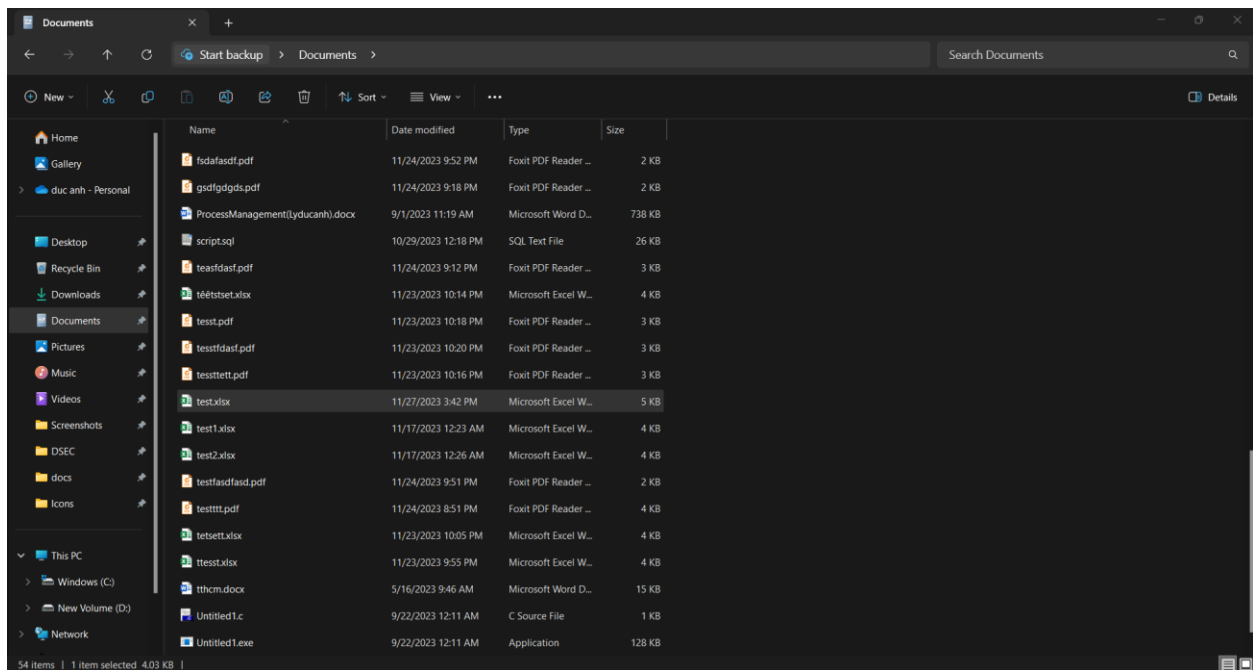 Documents
Start backup > Documents >
Search Documents
New
Sort
View
Details
Home
Gallery
duc anh - Personal
Desktop
Recycle Bin
Downloads
Documents
Pictures
Music
Videos
Screenshots
DSEC
docs
Icons
This PC
Windows (C:)
New Volume (D:)
Network
Name Date modified Type Size
fsdafasdf.pdf 11/24/2023 9:52 PM Foxit PDF Reader ... 2 KB
gsdfgdgds.pdf 11/24/2023 9:18 PM Foxit PDF Reader ... 2 KB
ProcessManagement(Lyducanh).docx 9/1/2023 11:19 AM Microsoft Word D... 738 KB
script.sql 10/29/2023 12:18 PM SQL Text File 26 KB
teasfdasf.pdf 11/24/2023 9:12 PM Foxit PDF Reader ... 3 KB
têêtstset.xlsx 11/23/2023 10:14 PM Microsoft Excel W... 4 KB
tesst.pdf 11/23/2023 10:18 PM Foxit PDF Reader ... 3 KB
tesstfdasf.pdf 11/23/2023 10:20 PM Foxit PDF Reader ... 3 KB
tessttett.pdf 11/23/2023 10:16 PM Foxit PDF Reader ... 3 KB
test.xlsx 11/27/2023 3:42 PM Microsoft Excel W... 5 KB
test1.xlsx 11/17/2023 12:23 AM Microsoft Excel W... 4 KB
test2.xlsx 11/17/2023 12:26 AM Microsoft Excel W... 4 KB
testfasdfasd.pdf 11/24/2023 9:51 PM Foxit PDF Reader ... 2 KB
testttt.pdf 11/24/2023 8:51 PM Foxit PDF Reader ... 4 KB
tetsett.xlsx 11/23/2023 10:05 PM Microsoft Excel W... 4 KB
ttesst.xlsx 11/23/2023 9:55 PM Microsoft Excel W... 4 KB
tthcm.docx 5/16/2023 9:46 AM Microsoft Word D... 15 KB
Untitled1.c 9/22/2023 12:11 AM C Source File 1 KB
Untitled1.exe 9/22/2023 12:11 AM Application 128 KB
54 items | 1 item selected 4.03 KB |